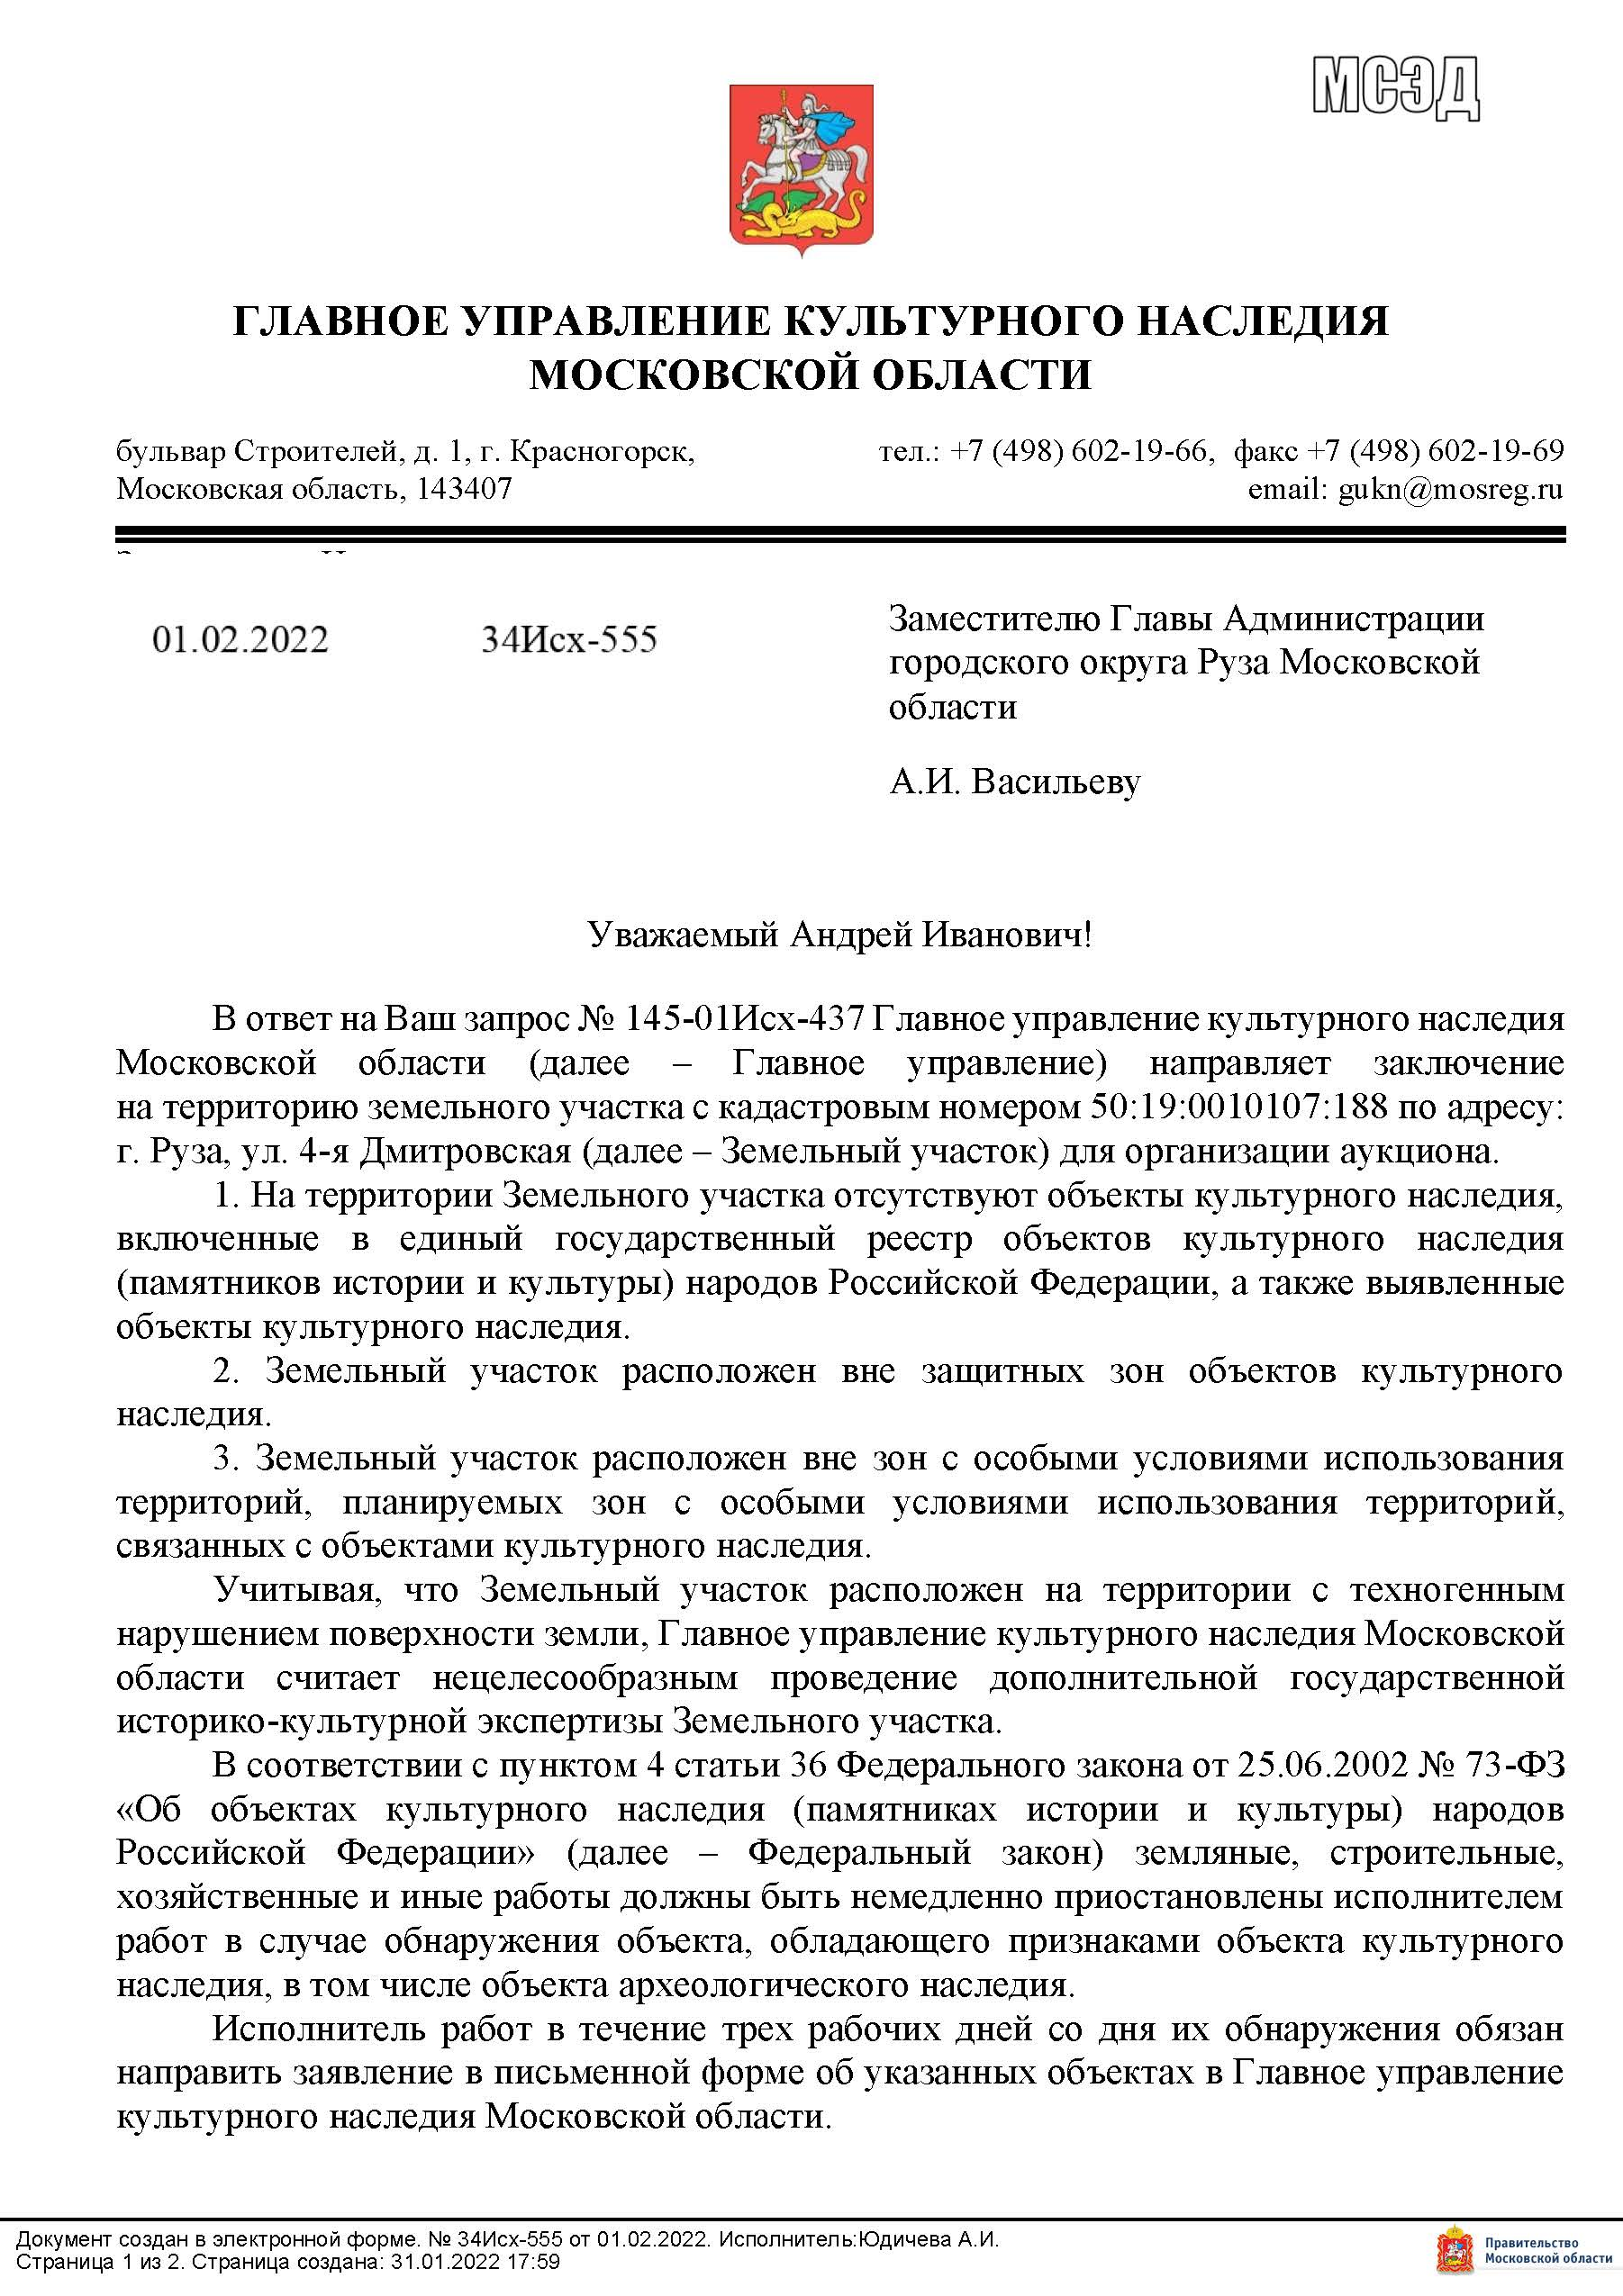 МСЭД
ГЛАВНОЕ УПРАВЛЕНИЕ КУЛЬТУРНОГО НАСЛЕДИЯ
МОСКОВСКОЙ ОБЛАСТИ
бульвар Строителей, д. 1, г. Красногорск,
Московская область, 143407
тел.: +7 (498) 602-19-66, факс +7 (498) 602-19-69
email: gukn@mosreg.ru
01.02.2022 34Исх-555
Заместителю Главы Администрации
городского округа Руза Московской
области
А.И. Васильеву
Уважаемый Андрей Иванович!
В ответ на Ваш запрос № 145-01Исх-437 Главное управление культурного наследия
Московской области (далее – Главное управление) направляет заключение
на территорию земельного участка с кадастровым номером 50:19:0010107:188 по адресу:
г. Руза, ул. 4-я Дмитровская (далее – Земельный участок) для организации аукциона.
1. На территории Земельного участка отсутствуют объекты культурного наследия,
включенные в единый государственный реестр объектов культурного наследия
(памятников истории и культуры) народов Российской Федерации, а также выявленные
объекты культурного наследия.
2. Земельный участок расположен вне защитных зон объектов культурного
наследия.
3. Земельный участок расположен вне зон с особыми условиями использования
территорий, планируемых зон с особыми условиями использования территорий,
связанных с объектами культурного наследия.
Учитывая, что Земельный участок расположен на территории с техногенным
нарушением поверхности земли, Главное управление культурного наследия Московской
области считает нецелесообразным проведение дополнительной государственной
историко-культурной экспертизы Земельного участка.
В соответствии с пунктом 4 статьи 36 Федерального закона от 25.06.2002 № 73-ФЗ
«Об объектах культурного наследия (памятниках истории и культуры) народов
Российской Федерации» (далее – Федеральный закон) земляные, строительные,
хозяйственные и иные работы должны быть немедленно приостановлены исполнителем
работ в случае обнаружения объекта, обладающего признаками объекта культурного
наследия, в том числе объекта археологического наследия.
Исполнитель работ в течение трех рабочих дней со дня их обнаружения обязан
направить заявление в письменной форме об указанных объектах в Главное управление
культурного наследия Московской области.
Документ создан в электронной форме. № 34Исх-555 от 01.02.2022. Исполнитель:Юдичева А.И.
Страница 1 из 2. Страница создана: 31.01.2022 17:59
Правительство
Московской области